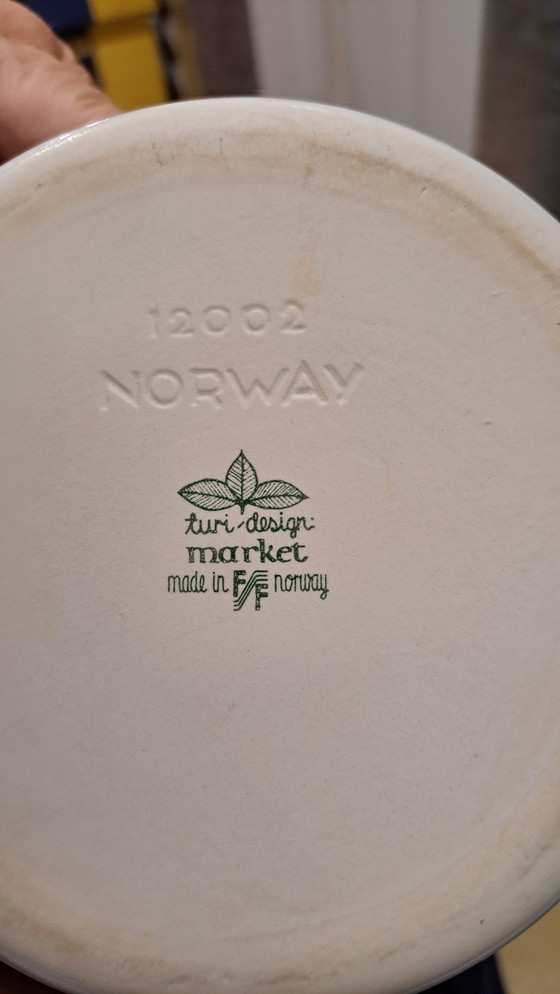 12002
NORWAY
turi-design
market
made in F/F norway